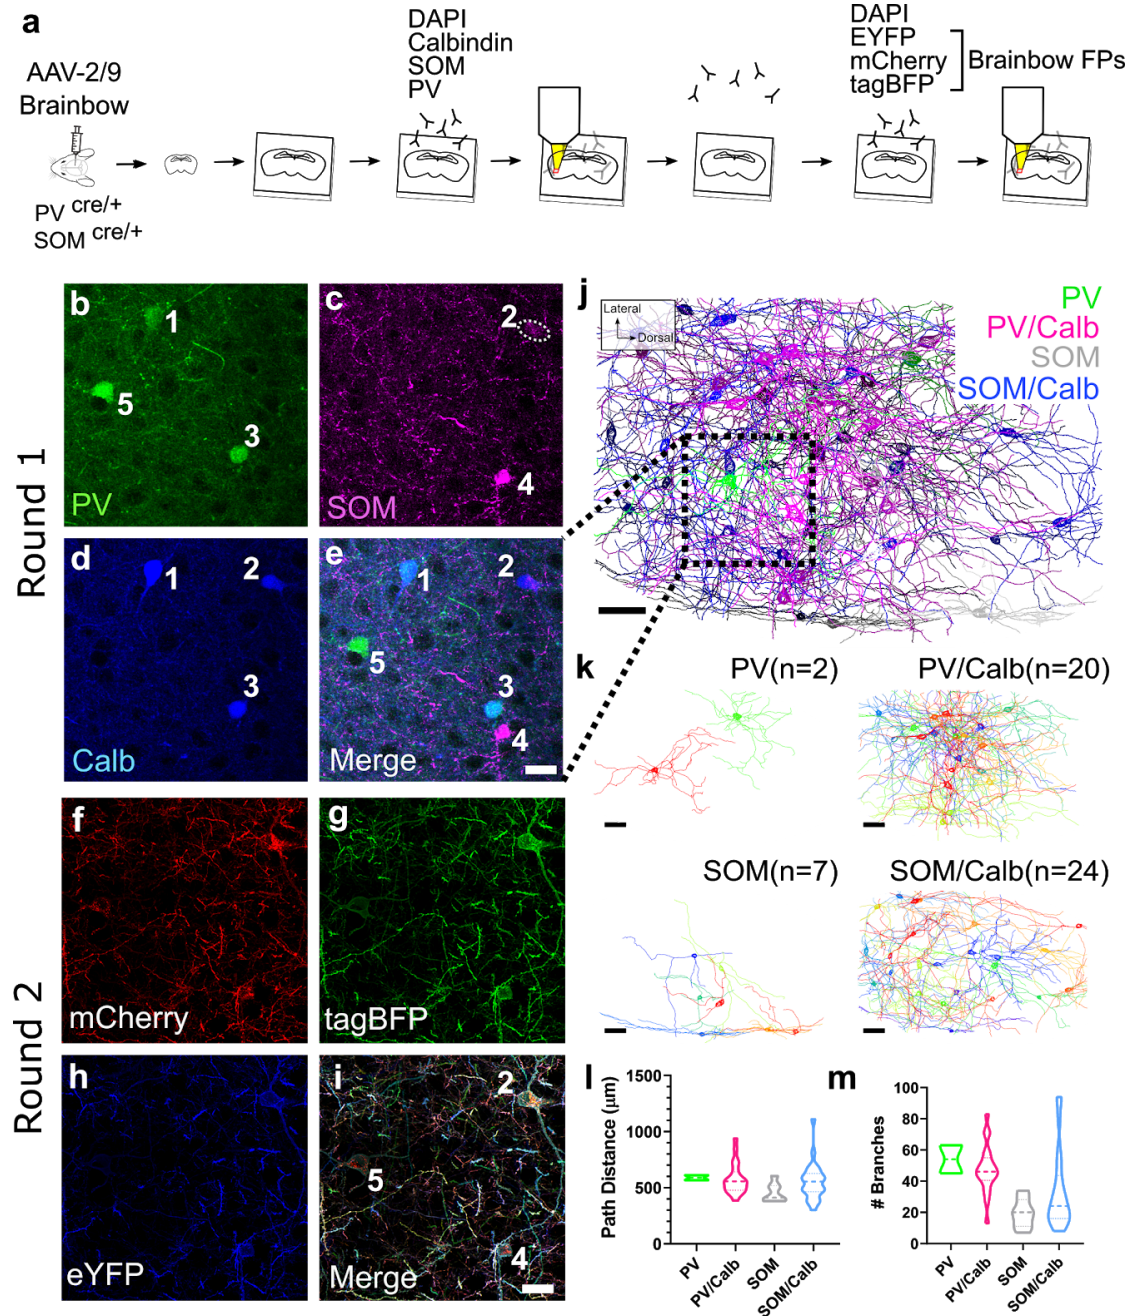 a
AAV-2/9
Brainbow
PV cre/+
SOM cre/+
DAPI
Calbindin
SOM
PV
DAPI
EYFP
mCherry
tagBFP
Brainbow FPs
Round 1
b
1
5
3
PV
c
2
4
SOM
d
1
2
3
Calb
e
1
2
5
3
4
Merge
j
Lateral
Dorsal
PV
PV/Calb
SOM
SOM/Calb
k
PV(n=2)
PV/Calb(n=20)
SOM(n=7)
SOM/Calb(n=24)
Round 2
f
mCherry
g
tagBFP
h
eYFP
i
2
5
4
Merge
l
Path Distance (μm)
1500
1000
500
0
PV
PV/Calb
SOM
SOM/Calb
m
# Branches
100
80
60
40
20
0
PV
PV/Calb
SOM
SOM/Calb